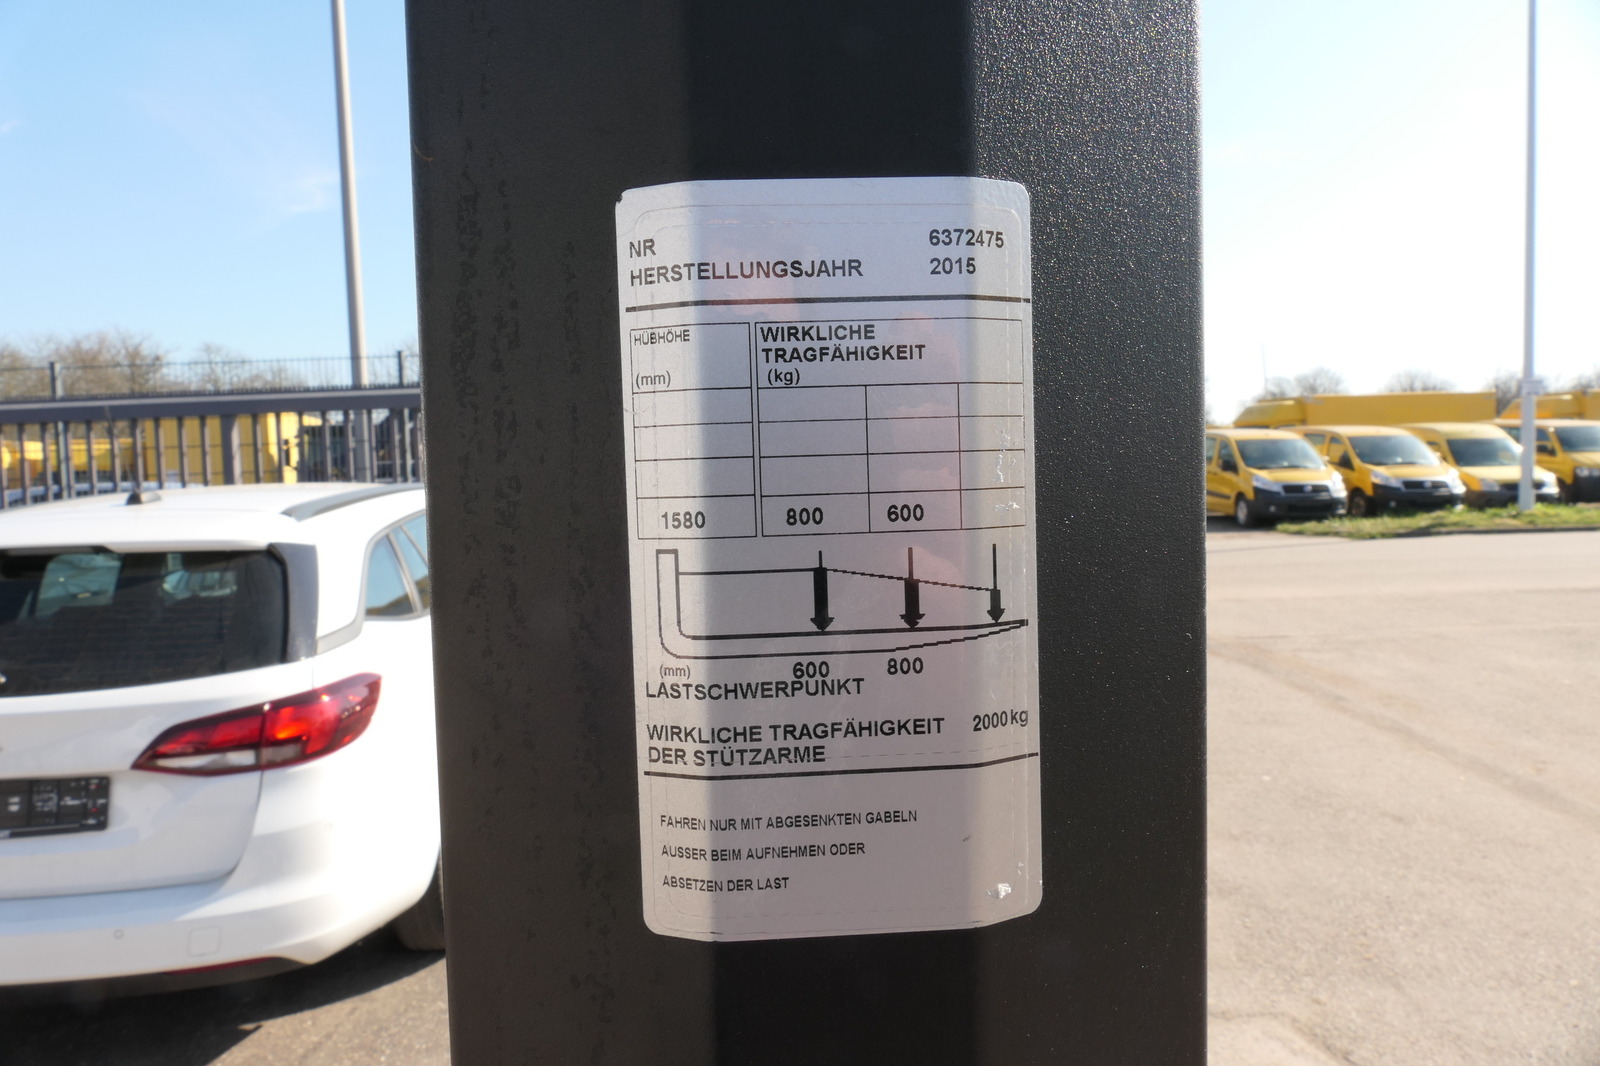 NR 6372475
HERSTELLUNGSJAHR 2015
HÜBHÖHE
(mm)
WIRKLICHE
TRAGFÄHIGKEIT
(kg)
1580 800 600
(mm) 600 800
LASTSCHWERPUNKT
WIRKLICHE TRAGFÄHIGKEIT 2000kg
DER STÜTZARME
FAHREN NUR MIT ABGESENKTEN GABELN
AUSSER BEIM AUFNEHMEN ODER
ABSETZEN DER LAST